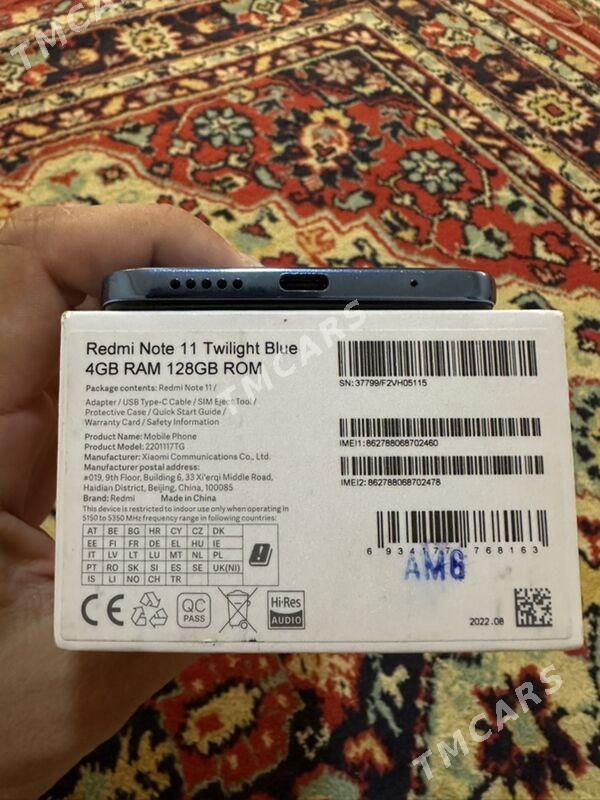 TMCARS
Redmi Note 11 Twilight Blue
4GB RAM 128GB ROM
Package contents: Redmi Note 11 /
Adapter / USB Type-C Cable / SIM Eject Tool /
Protective Case / Quick Start Guide /
Warranty Card / Safety Information
Product Name: Mobile Phone
Product Model: 2201117TG
Manufacturer: Xiaomi Communications Co., Ltd.
Manufacturer postal address:
#019, 9th Floor, Building 6, 33 Xi'erqi Middle Road,
Haidian District, Beijing, China, 100085
Brand: Redmi Made in China
This device is restricted to indoor use only when operating in
5150 to 5350 MHz frequency range in following countries:
AT BE BG HR CY CZ DK
EE FI FR DE EL HU IE
IT LV LT LU MT NL PL
PT RO SK SI ES SE UK(NI)
IS LI NO CH TR
CE
QC
PASS
Hi-Res
AUDIO
SN: 37799/F2VH05115
IMEI1: 862788068702460
IMEI2: 862788068702478
AM6
2022.08
TMCARS
TMCARS